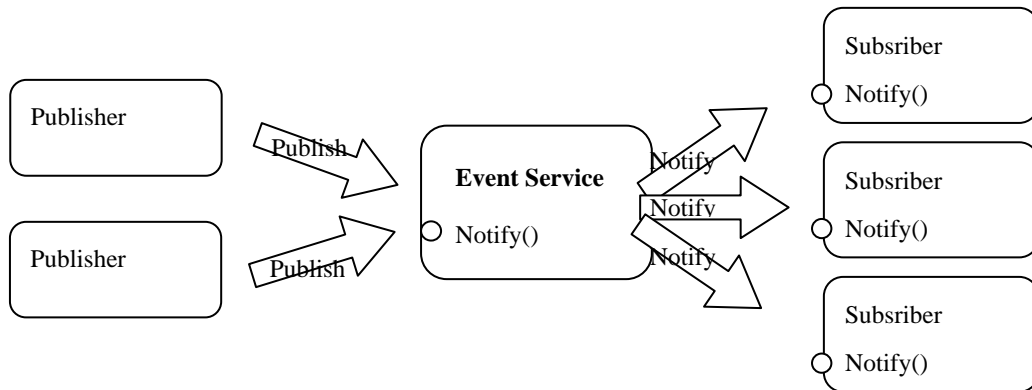 Publisher
Publisher
Publish
Publish
Event Service
Notify()
Notify
Notify
Notify
Subsriber
Notify()
Subsriber
Notify()
Subsriber
Notify()